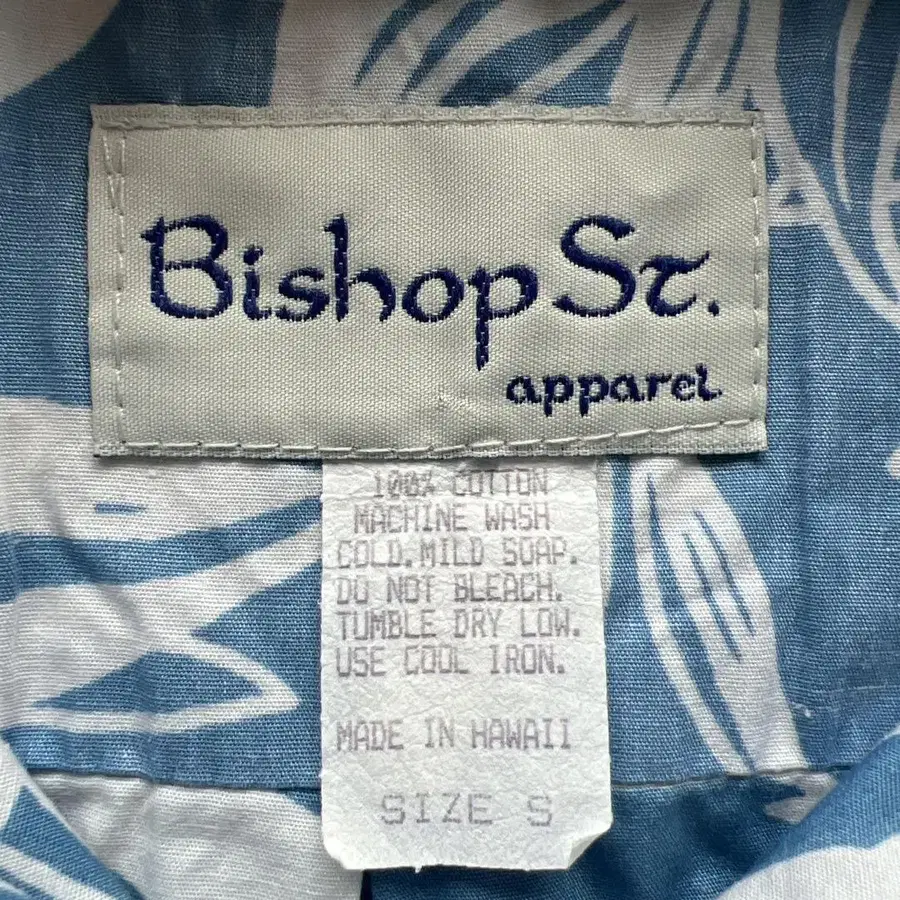 Bishop St.
apparel
100% COTTON
MACHINE WASH
COLD, MILD SOAP.
DO NOT BLEACH.
TUMBLE DRY LOW.
USE COOL IRON.
MADE IN HAWAII
SIZE S